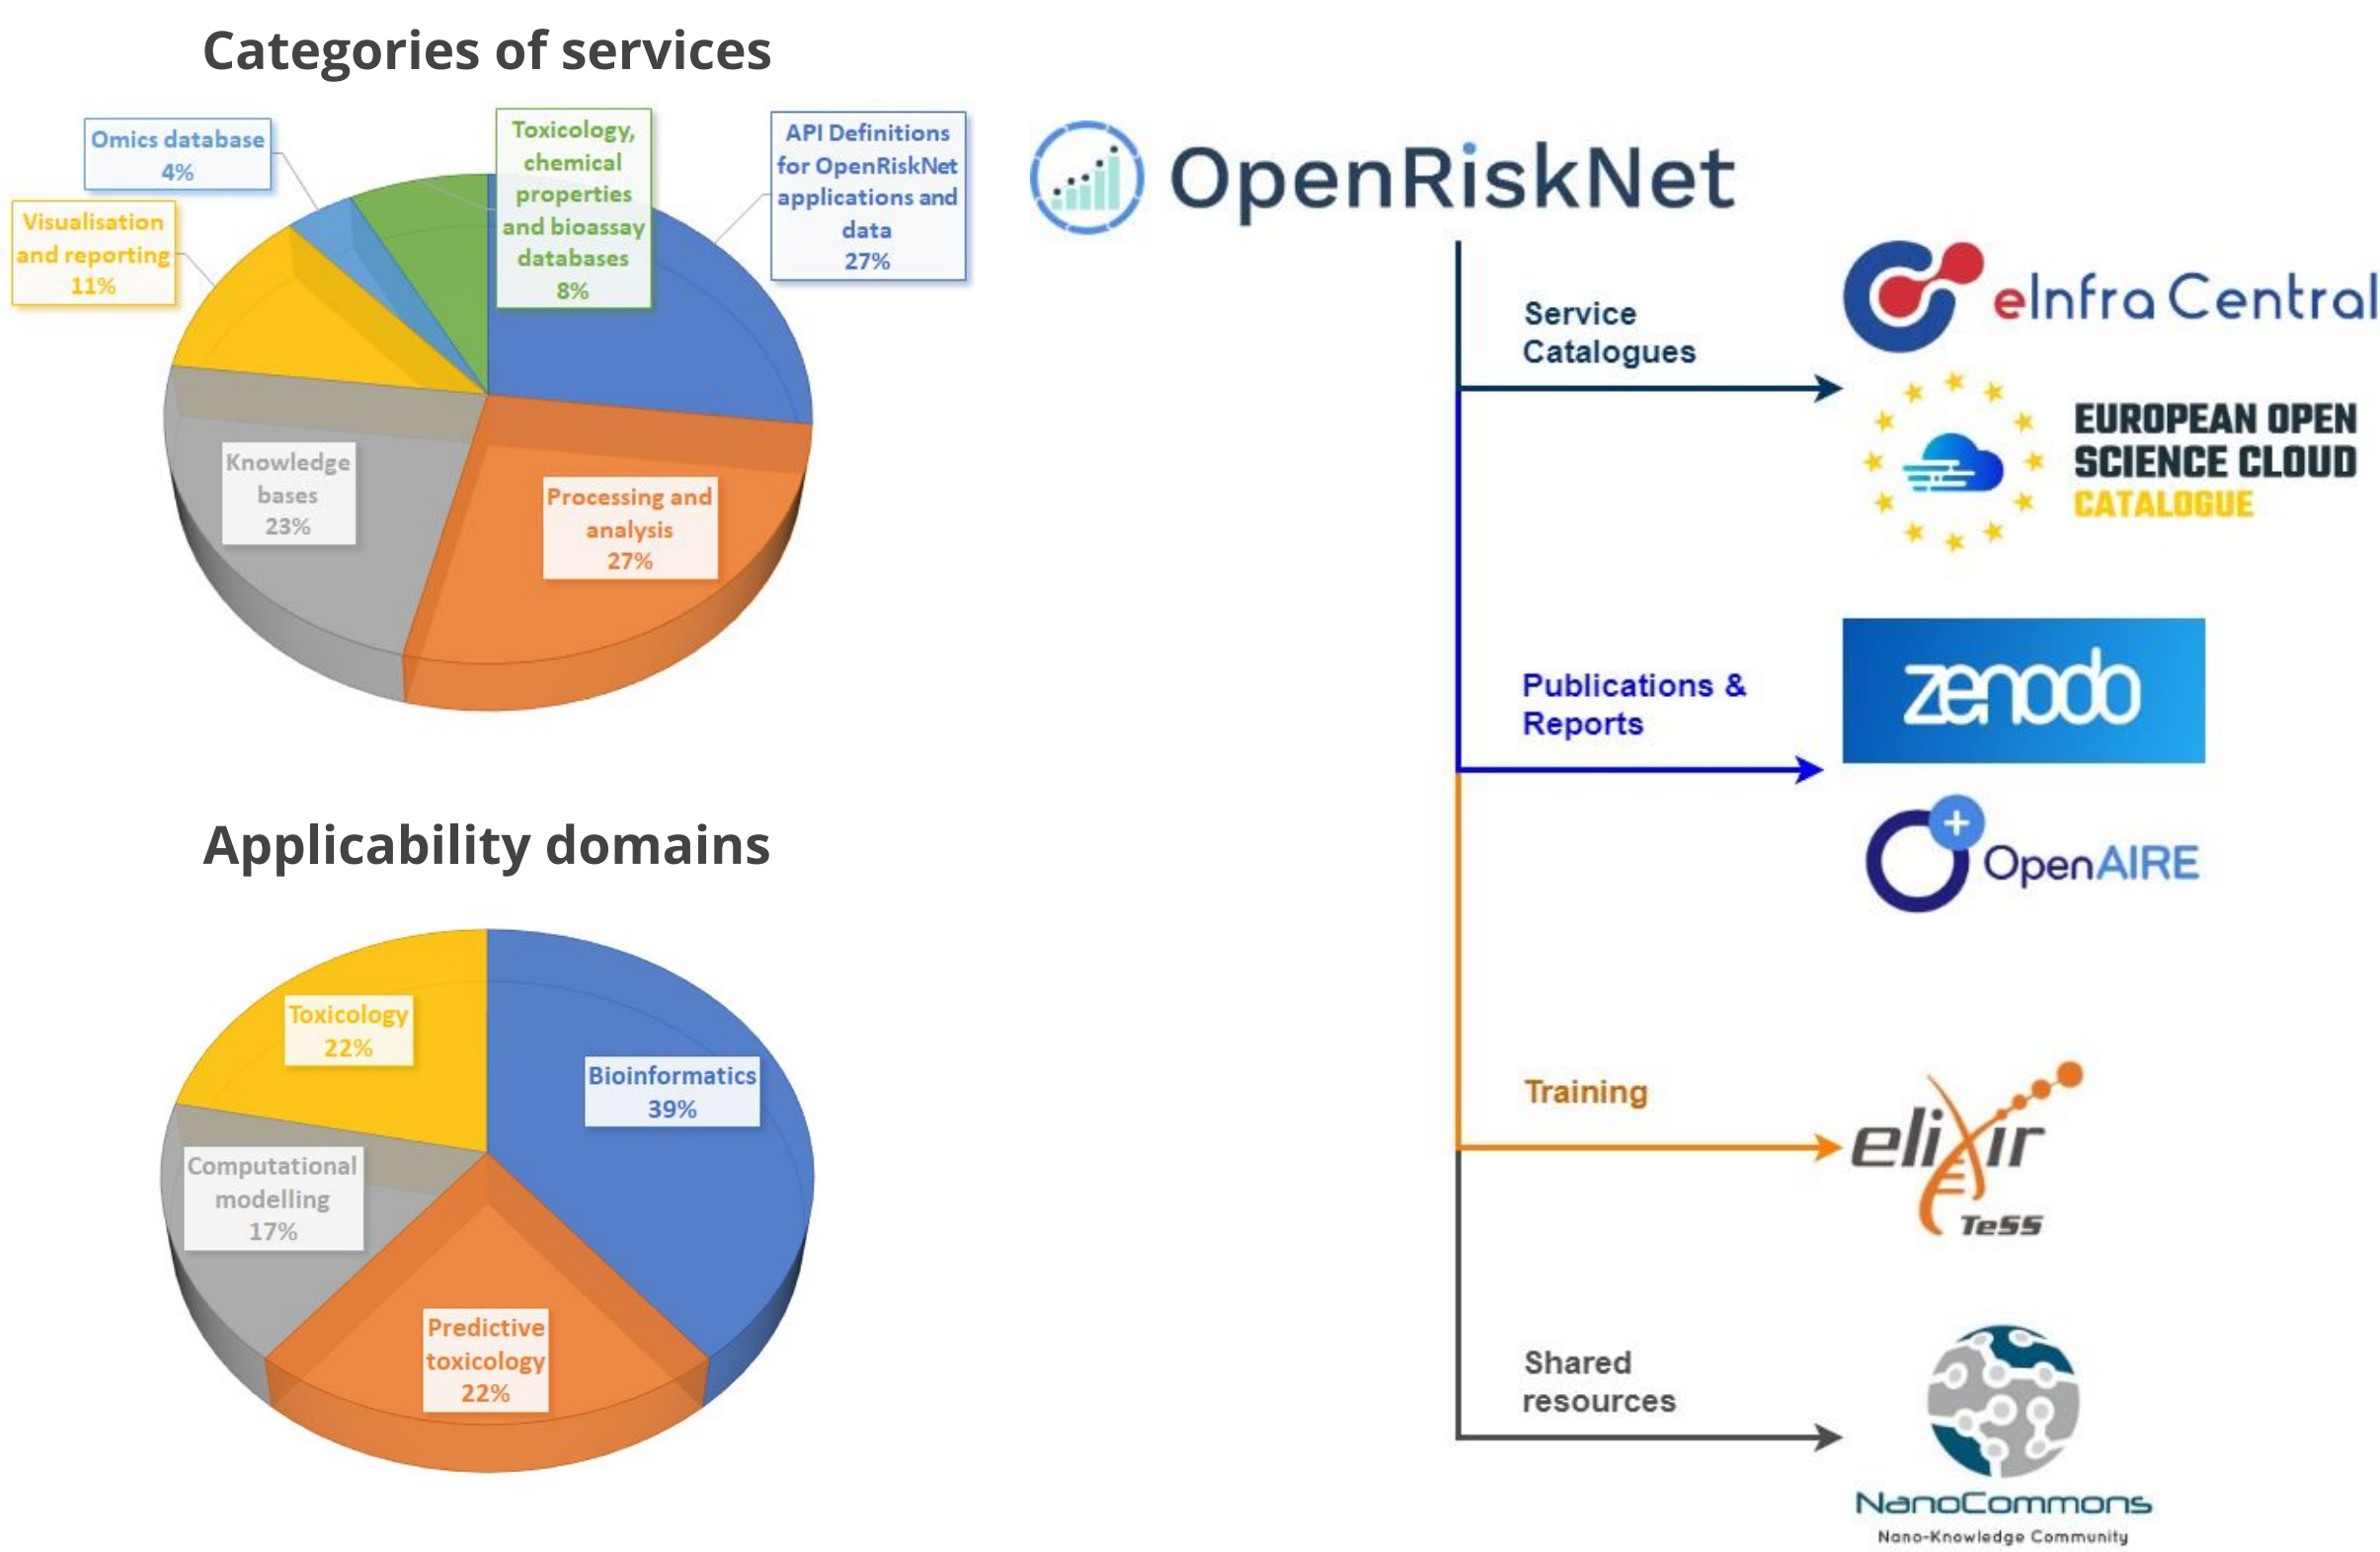 Categories of services
Omics database
4%
Visualisation
and reporting
11%
Toxicology,
chemical
properties
and bioassay
databases
8%
API Definitions
for OpenRiskNet
applications and
data
27%
Knowledge
bases
23%
Processing and
analysis
27%
Applicability domains
Toxicology
22%
Bioinformatics
39%
Computational
modelling
17%
Predictive
toxicology
22%
OpenRiskNet
Service
Catalogues
eInfraCentral
EUROPEAN OPEN
SCIENCE CLOUD
CATALOGUE
Publications &
Reports
zenodo
OpenAIRE
Training
elixir
TeSS
Shared
resources
NanoCommons
Nano-Knowledge Community